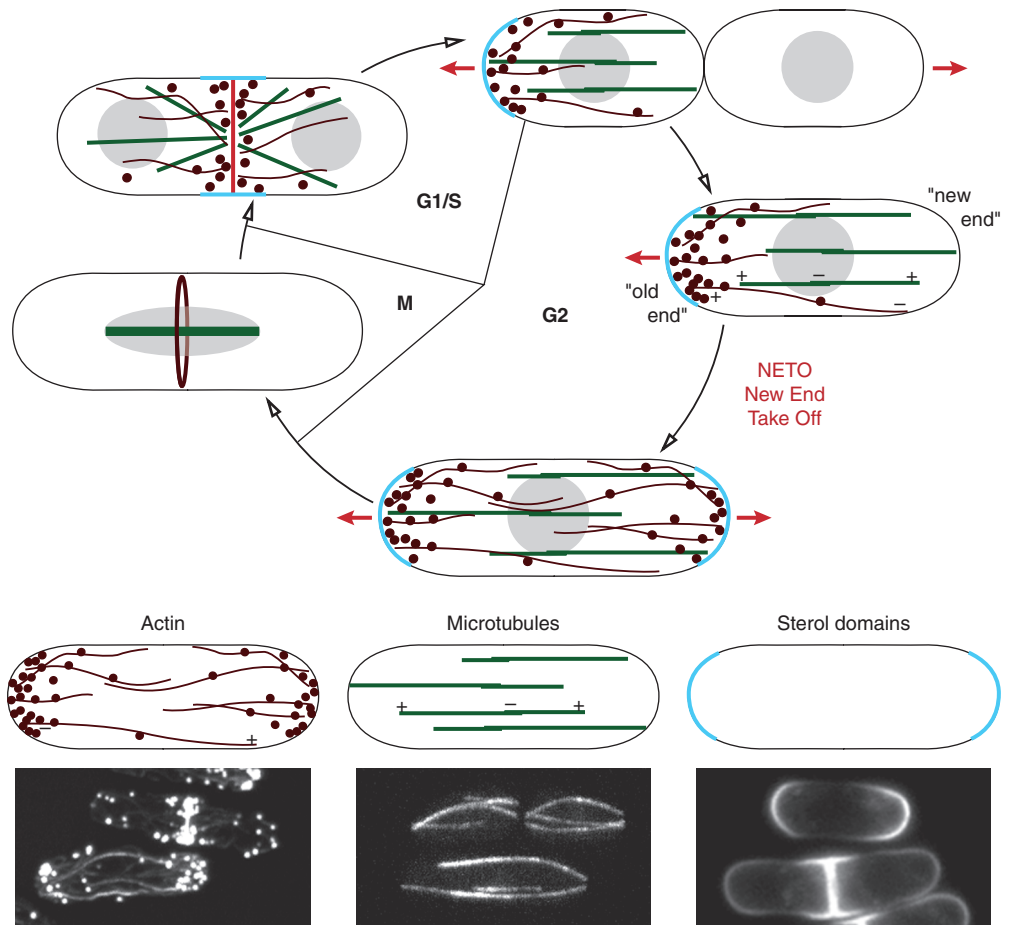 G1/S
M
G2
"new
end"
+
−
+
"old
end"
+
−
NETO
New End
Take Off
Actin
Microtubules
Sterol domains
−
+
+
−
+